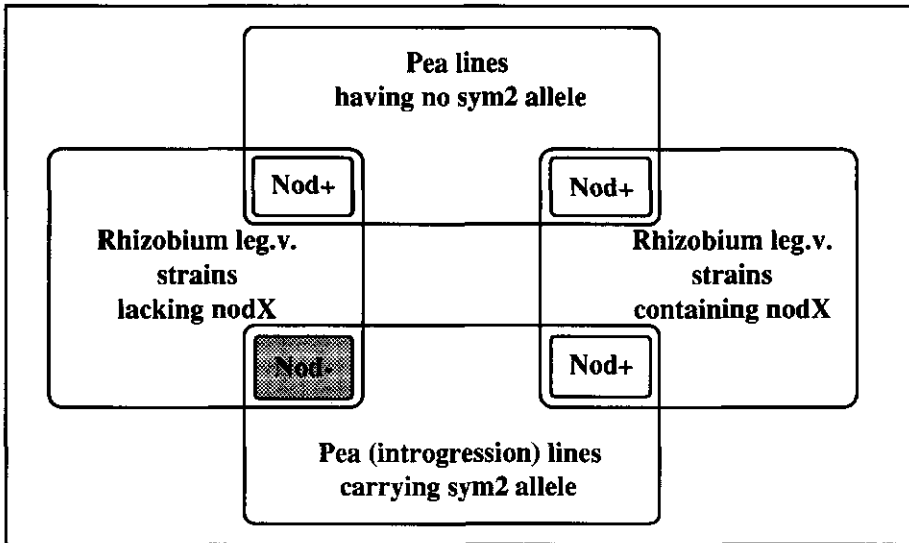 Pea lines
having no sym2 allele
Nod+
Nod+
Rhizobium leg.v.
strains
lacking nodX
Rhizobium leg.v.
strains
containing nodX
Nod-
Nod+
Pea (introgression) lines
carrying sym2 allele